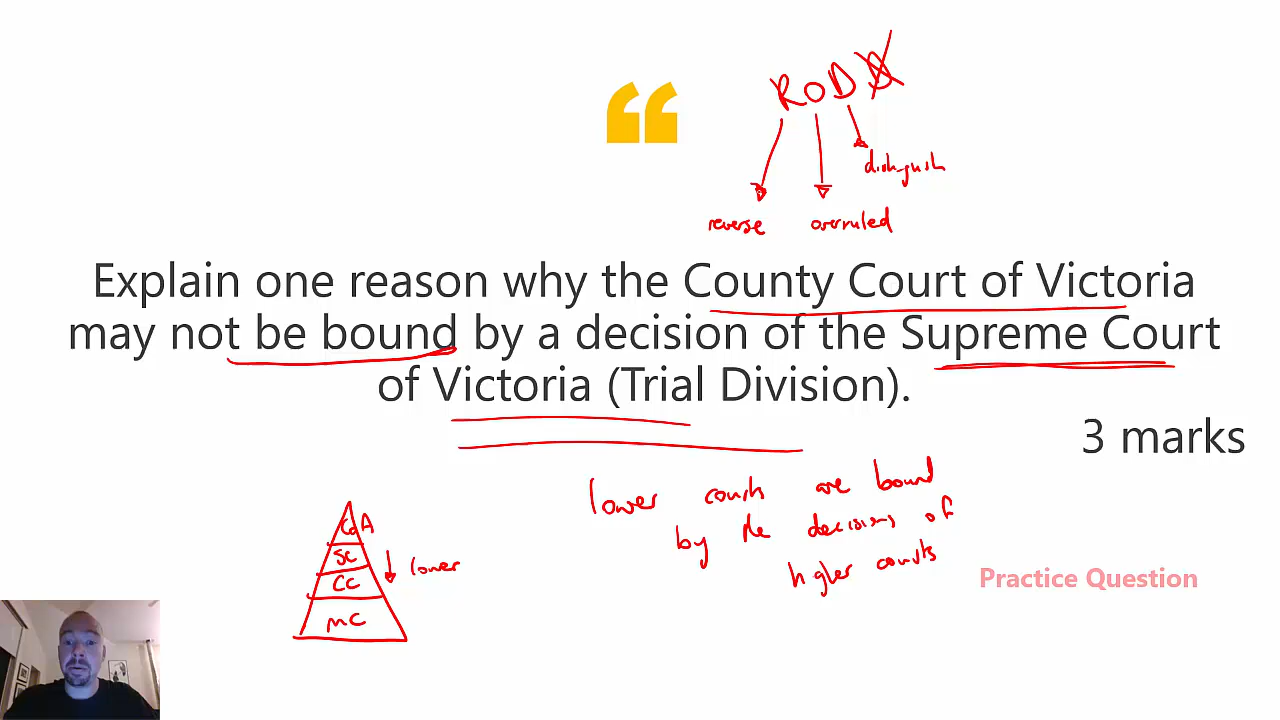 RODD
distinguish
reverse overruled
Explain one reason why the County Court of Victoria
may not be bound by a decision of the Supreme Court
of Victoria (Trial Division).
3 marks
lower courts are bound
by the decisions of
higher courts
CoA
SC
CC
MC
lower
Practice Question